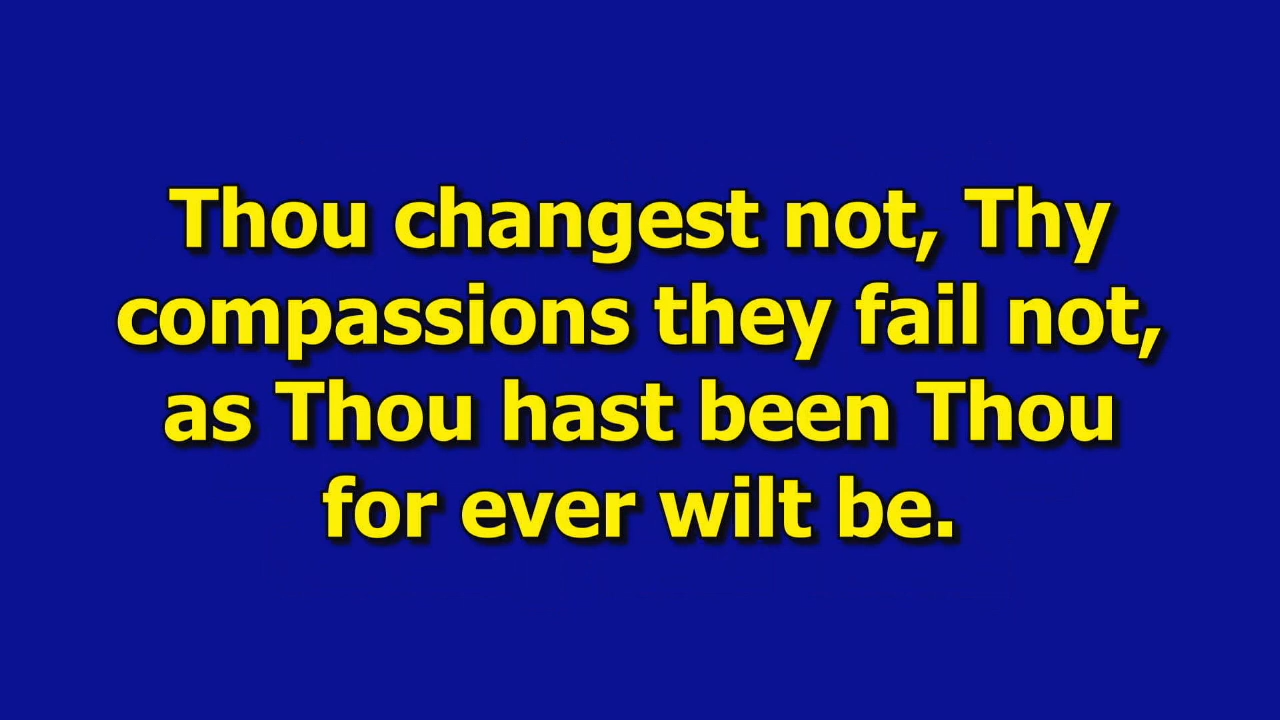 Thou changest not, Thy
compassions they fail not,
as Thou hast been Thou
for ever wilt be.